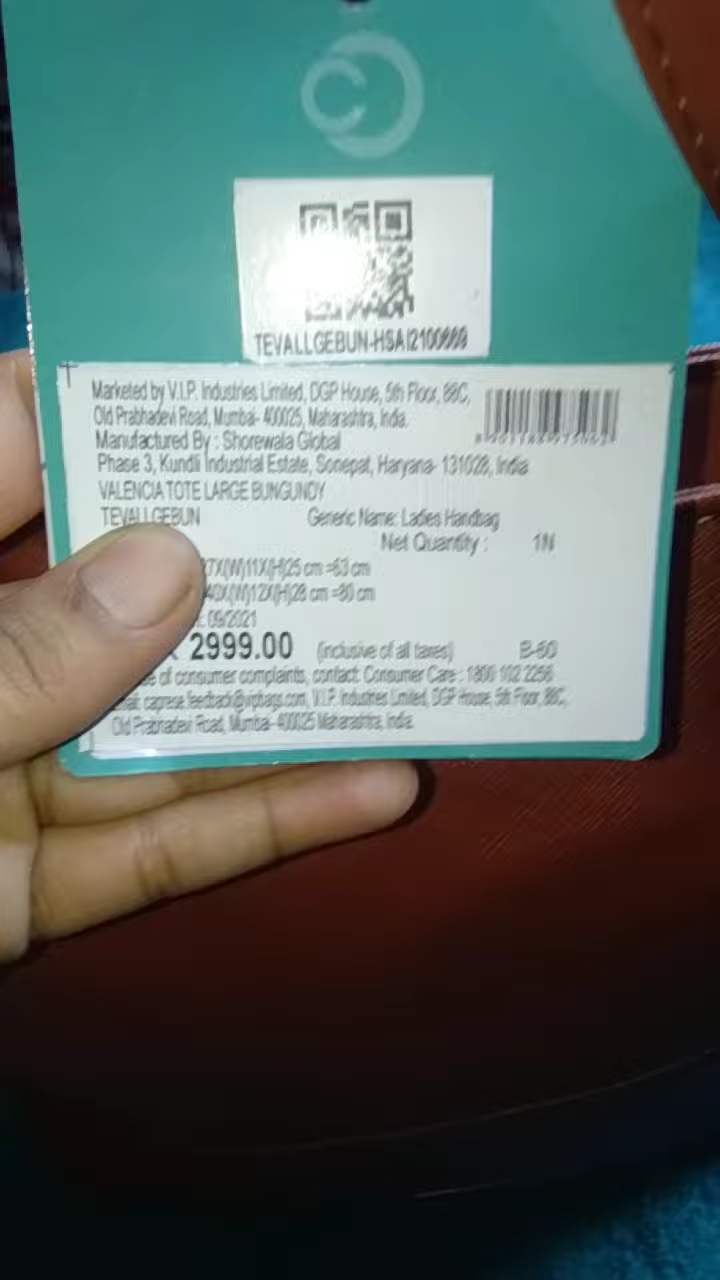 TEVALLGEBUN-HSAI2100669
Marketed by V.I.P. Industries Limited, DGP House, 5th Floor, 88C,
Old Prabhadevi Road, Mumbai- 400025, Maharashtra, India.
Manufactured By : Shorewala Global
Phase 3, Kundli Industrial Estate, Sonepat, Haryana- 131028, India
VALENCIA TOTE LARGE BUNGUNDY
TEVALLGEBUN Generic Name: Ladies Handbag
Net Quantity : 1N
X(W)11X(H)25 cm =63 cm
40X(W)12X(H)28 cm =80 cm
09/2021
2999.00 (inclusive of all taxes) B-60
of consumer complaints, contact: Consumer Care : 1800 102 2256
caprese.feedback@vipbags.com, V.I.P. Industries Limited, DGP House, 5th Floor, 88C,
Old Prabhadevi Road, Mumbai- 400025 Maharashtra, India.